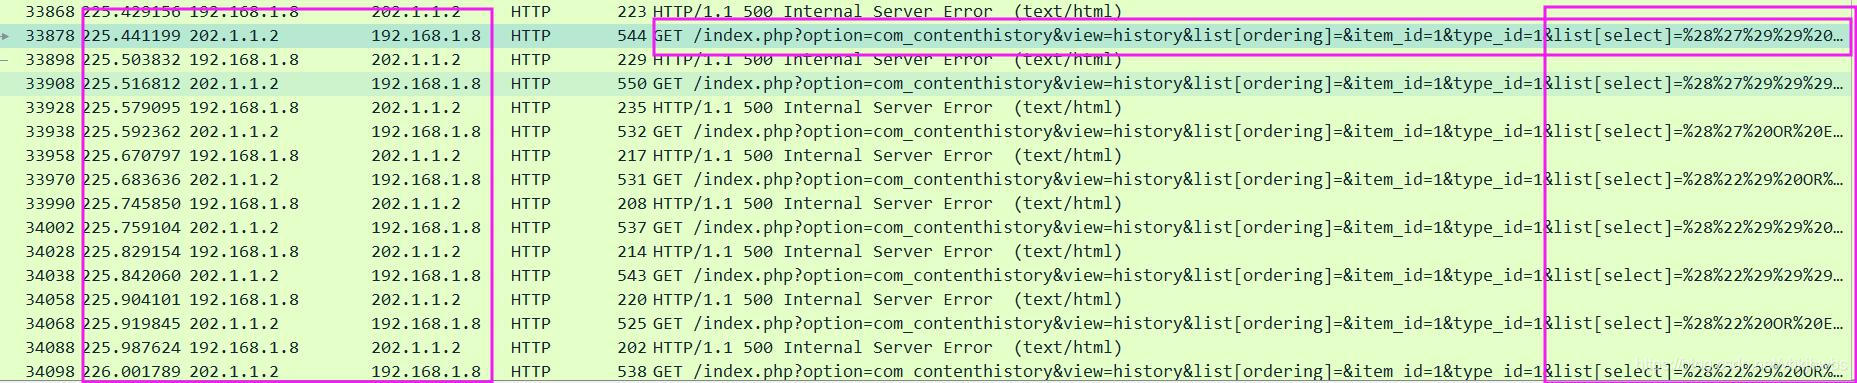 33868 225.429156 192.168.1.8 202.1.1.2 HTTP 223 HTTP/1.1 500 Internal Server Error (text/html)
33878 225.441199 202.1.1.2 192.168.1.8 HTTP 544 GET /index.php?option=com_contenthistory&view=history&list[ordering]=&item_id=1&type_id=1&list[select]=%28%27%29%29%20…
33898 225.503832 192.168.1.8 202.1.1.2 HTTP 229 HTTP/1.1 500 Internal Server Error (text/html)
33908 225.516812 202.1.1.2 192.168.1.8 HTTP 550 GET /index.php?option=com_contenthistory&view=history&list[ordering]=&item_id=1&type_id=1&list[select]=%28%27%29%29%29…
33928 225.579095 192.168.1.8 202.1.1.2 HTTP 235 HTTP/1.1 500 Internal Server Error (text/html)
33938 225.592362 202.1.1.2 192.168.1.8 HTTP 532 GET /index.php?option=com_contenthistory&view=history&list[ordering]=&item_id=1&type_id=1&list[select]=%28%27%20OR%20E…
33958 225.670797 192.168.1.8 202.1.1.2 HTTP 217 HTTP/1.1 500 Internal Server Error (text/html)
33970 225.683636 202.1.1.2 192.168.1.8 HTTP 531 GET /index.php?option=com_contenthistory&view=history&list[ordering]=&item_id=1&type_id=1&list[select]=%28%22%29%20OR%…
33990 225.745850 192.168.1.8 202.1.1.2 HTTP 208 HTTP/1.1 500 Internal Server Error (text/html)
34002 225.759104 202.1.1.2 192.168.1.8 HTTP 537 GET /index.php?option=com_contenthistory&view=history&list[ordering]=&item_id=1&type_id=1&list[select]=%28%22%29%29%20…
34028 225.829154 192.168.1.8 202.1.1.2 HTTP 214 HTTP/1.1 500 Internal Server Error (text/html)
34038 225.842060 202.1.1.2 192.168.1.8 HTTP 543 GET /index.php?option=com_contenthistory&view=history&list[ordering]=&item_id=1&type_id=1&list[select]=%28%22%29%29%29…
34058 225.904101 192.168.1.8 202.1.1.2 HTTP 220 HTTP/1.1 500 Internal Server Error (text/html)
34068 225.919845 202.1.1.2 192.168.1.8 HTTP 525 GET /index.php?option=com_contenthistory&view=history&list[ordering]=&item_id=1&type_id=1&list[select]=%28%22%20OR%20E…
34088 225.987624 192.168.1.8 202.1.1.2 HTTP 202 HTTP/1.1 500 Internal Server Error (text/html)
34098 226.001789 202.1.1.2 192.168.1.8 HTTP 538 GET /index.php?option=com_contenthistory&view=history&list[ordering]=&item_id=1&type_id=1&list[select]=%28%22%29%20OR%…